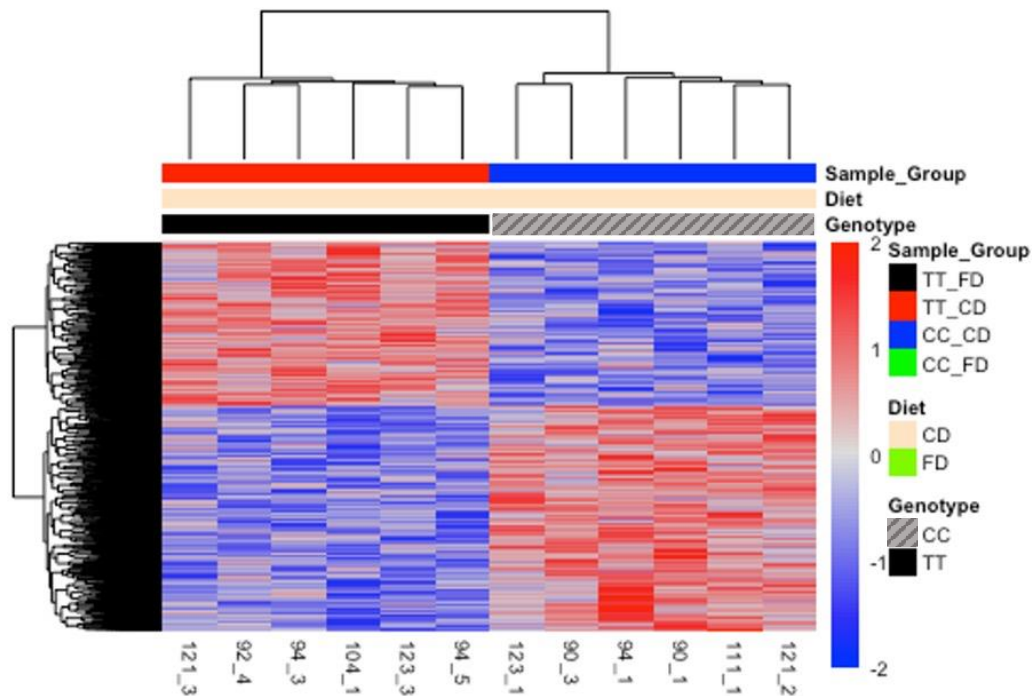 Sample_Group
Diet
Genotype
2
1
0
-1
-2
Sample_Group
TT_FD
TT_CD
CC_CD
CC_FD
Diet
CD
FD
Genotype
CC
TT
121_3
92_4
94_3
104_1
123_3
94_5
123_1
90_3
94_1
90_1
111_1
121_2